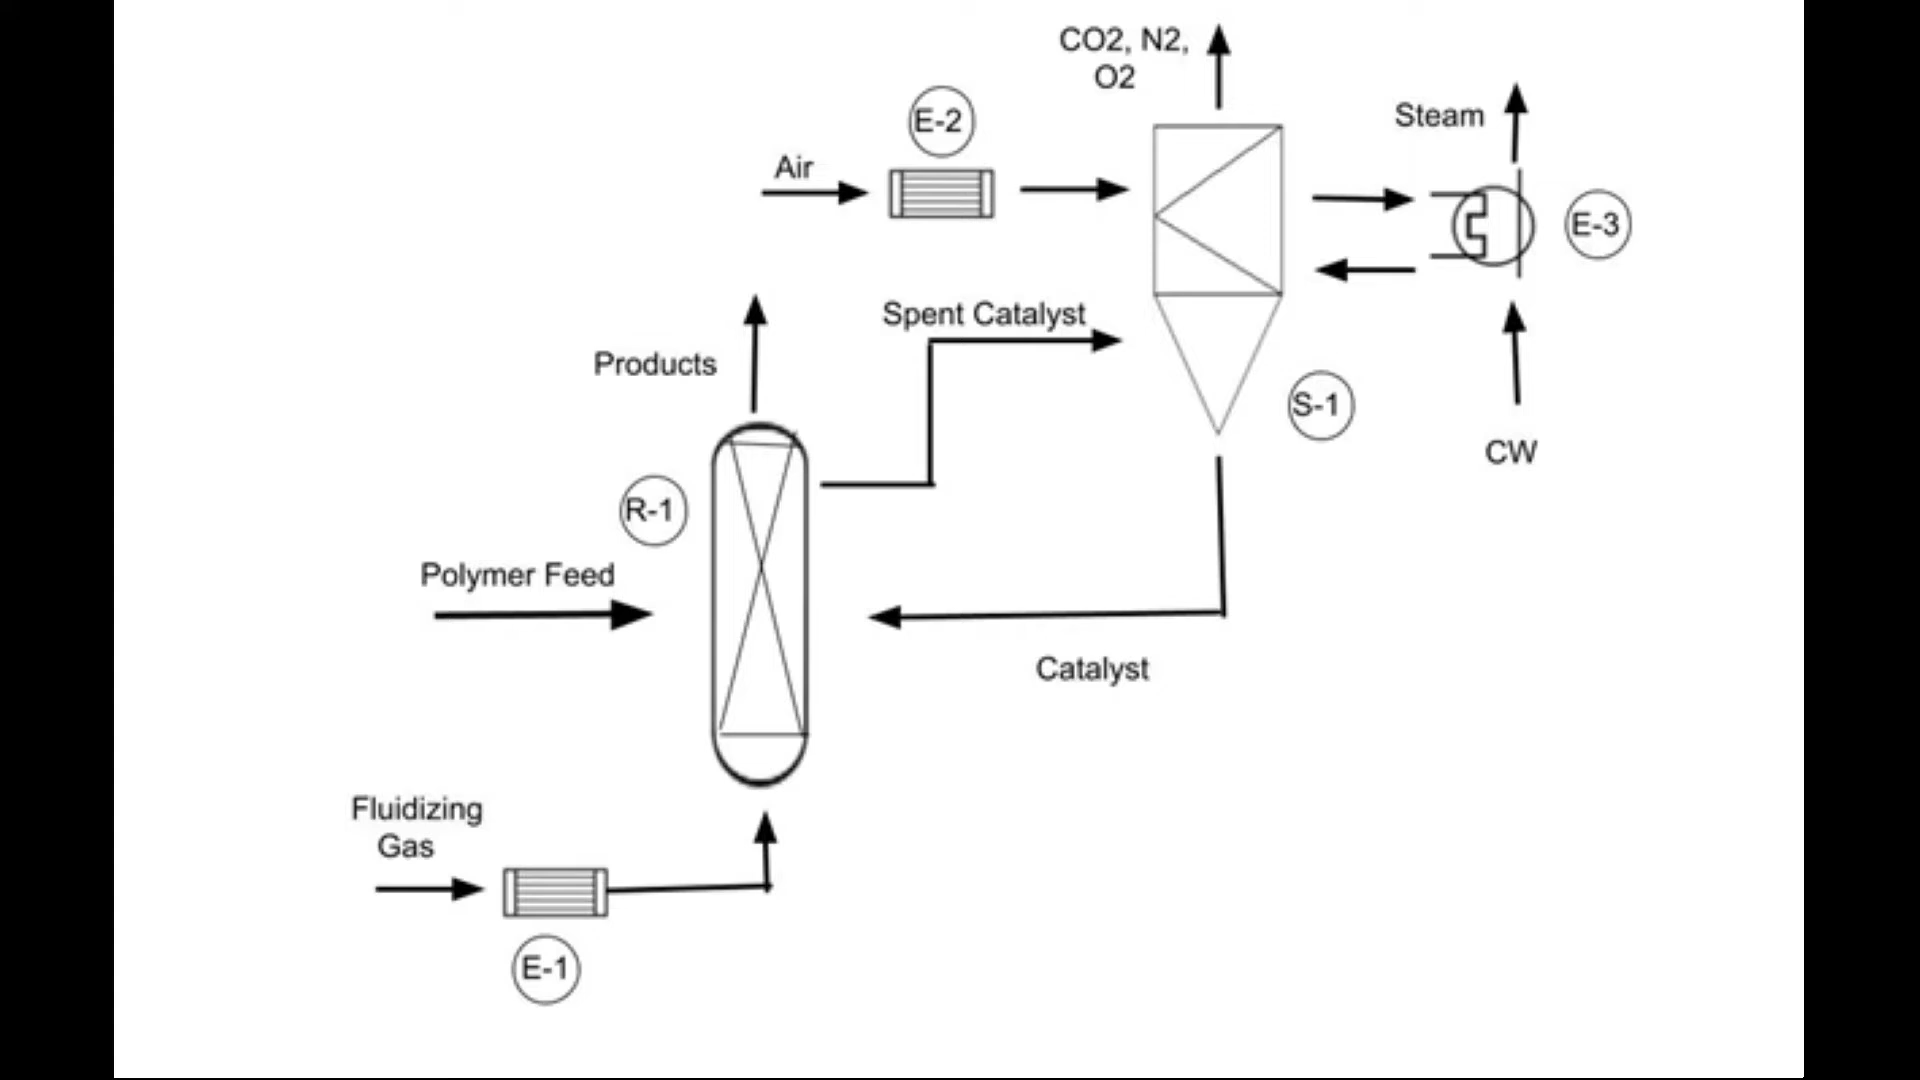 CO2, N2,
O2
E-2
Steam
Air
E-3
Spent Catalyst
Products
S-1
CW
R-1
Polymer Feed
Catalyst
Fluidizing
Gas
E-1